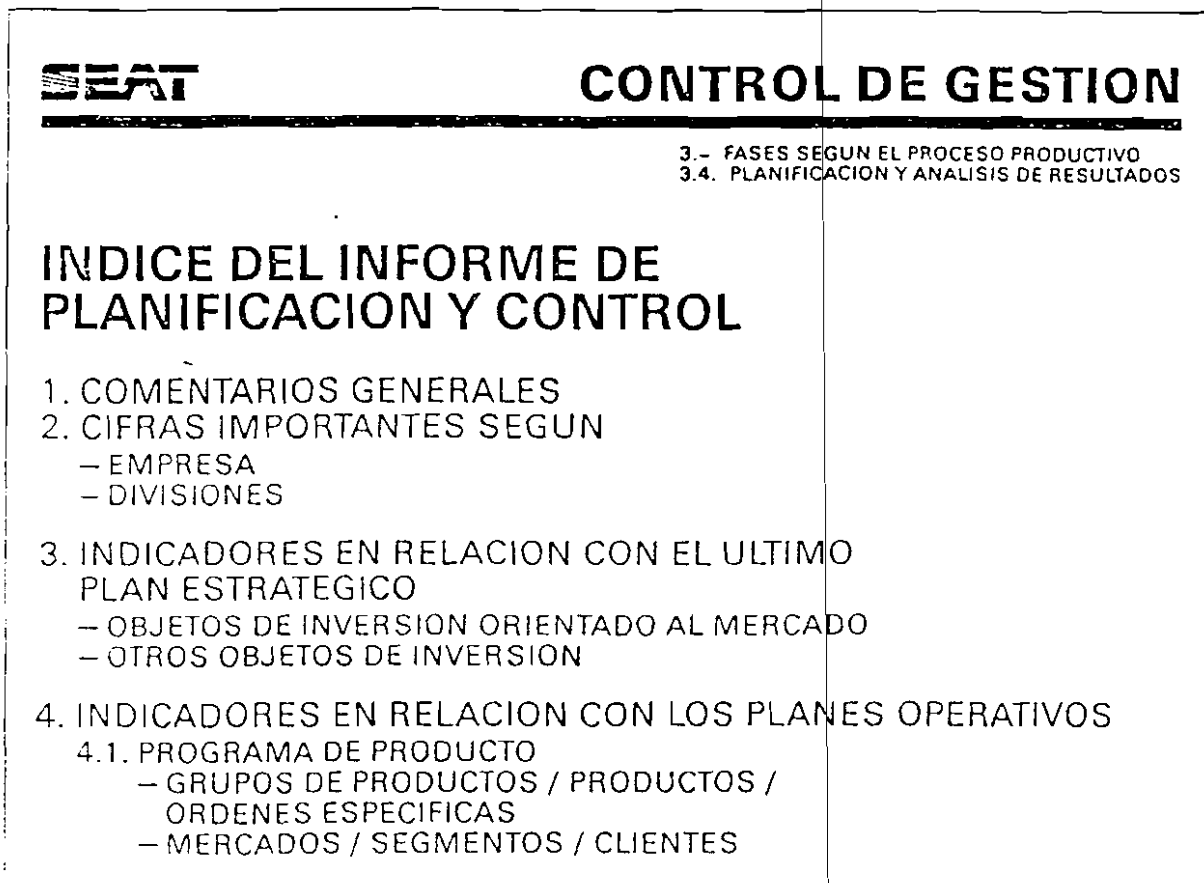 SEAT
CONTROL DE GESTION
3.- FASES SEGUN EL PROCESO PRODUCTIVO
3.4. PLANIFICACION Y ANALISIS DE RESULTADOS
INDICE DEL INFORME DE
PLANIFICACION Y CONTROL
1. COMENTARIOS GENERALES
2. CIFRAS IMPORTANTES SEGUN
– EMPRESA
– DIVISIONES
3. INDICADORES EN RELACION CON EL ULTIMO
PLAN ESTRATEGICO
– OBJETOS DE INVERSION ORIENTADO AL MERCADO
– OTROS OBJETOS DE INVERSION
4. INDICADORES EN RELACION CON LOS PLANES OPERATIVOS
4.1. PROGRAMA DE PRODUCTO
– GRUPOS DE PRODUCTOS / PRODUCTOS /
ORDENES ESPECIFICAS
– MERCADOS / SEGMENTOS / CLIENTES